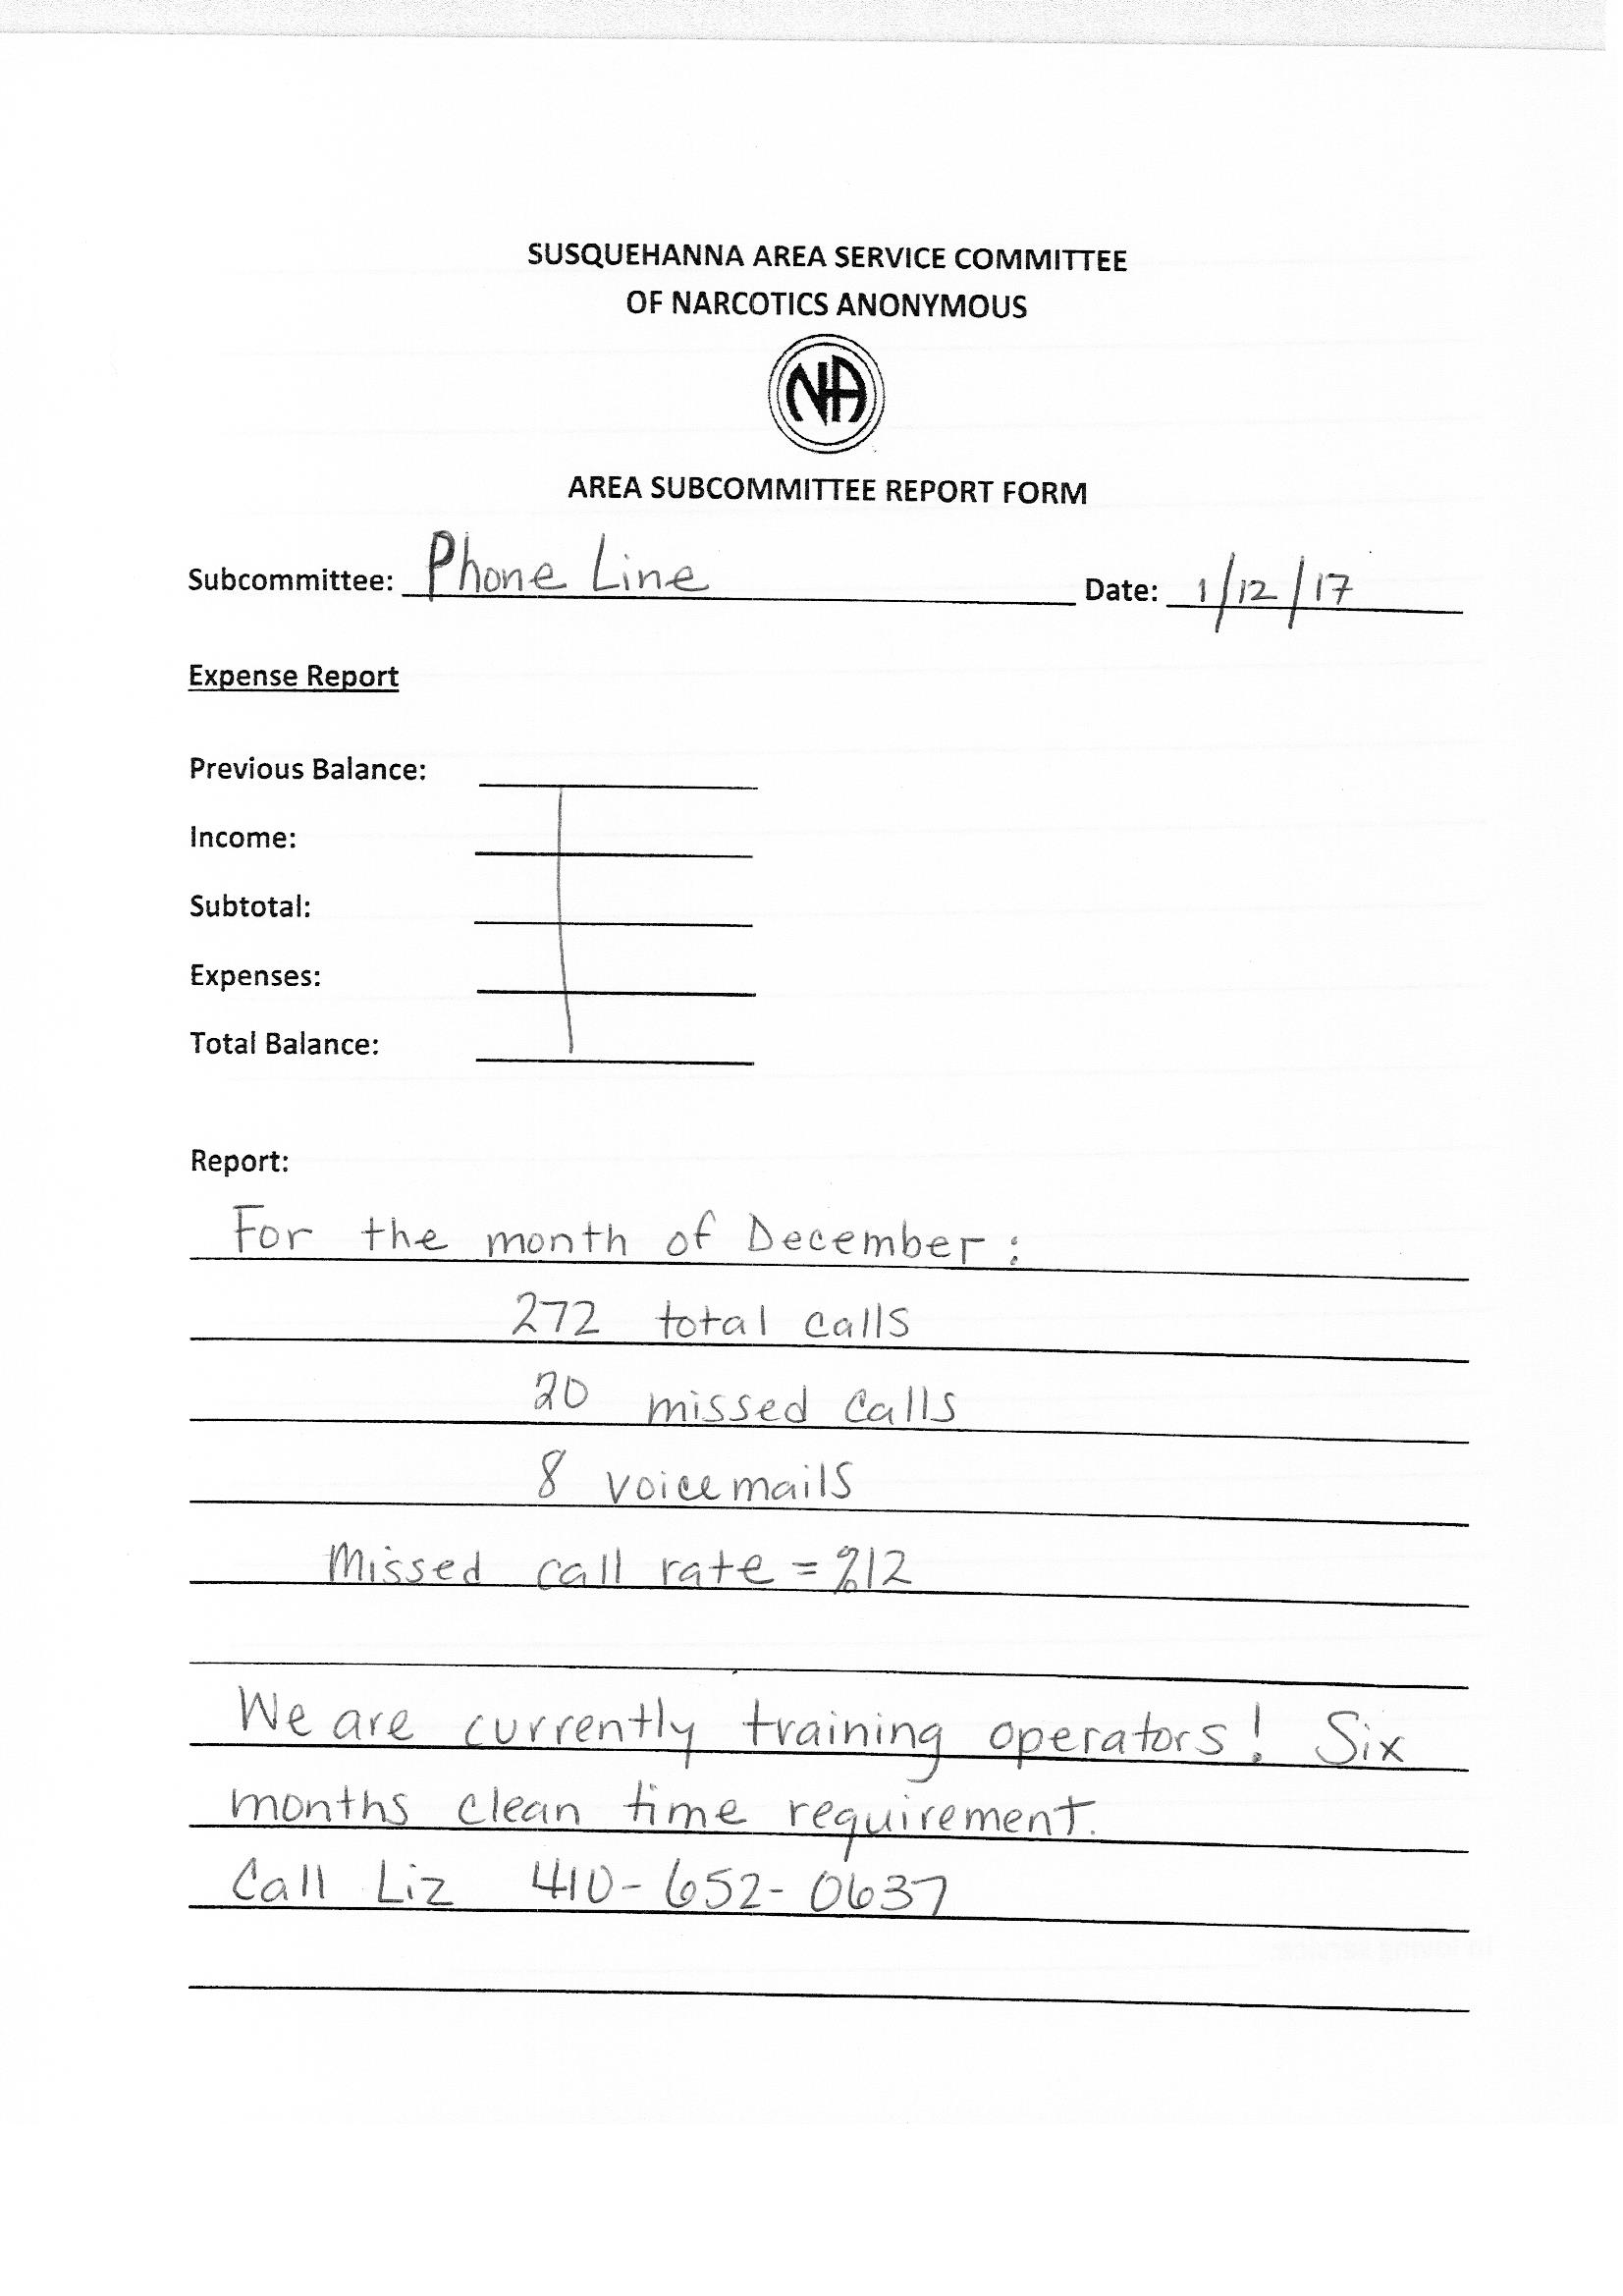 SUSQUEHANNA AREA SERVICE COMMITTEE
OF NARCOTICS ANONYMOUS
NA
AREA SUBCOMMITTEE REPORT FORM
Subcommittee: Phone Line Date: 1/12/17
Expense Report
Previous Balance:
Income:
Subtotal:
Expenses:
Total Balance:
Report:
For the month of December:
272 total calls
20 missed calls
8 voicemails
Missed call rate = %12
We are currently training operators! Six
months clean time requirement.
Call Liz 410-652-0637